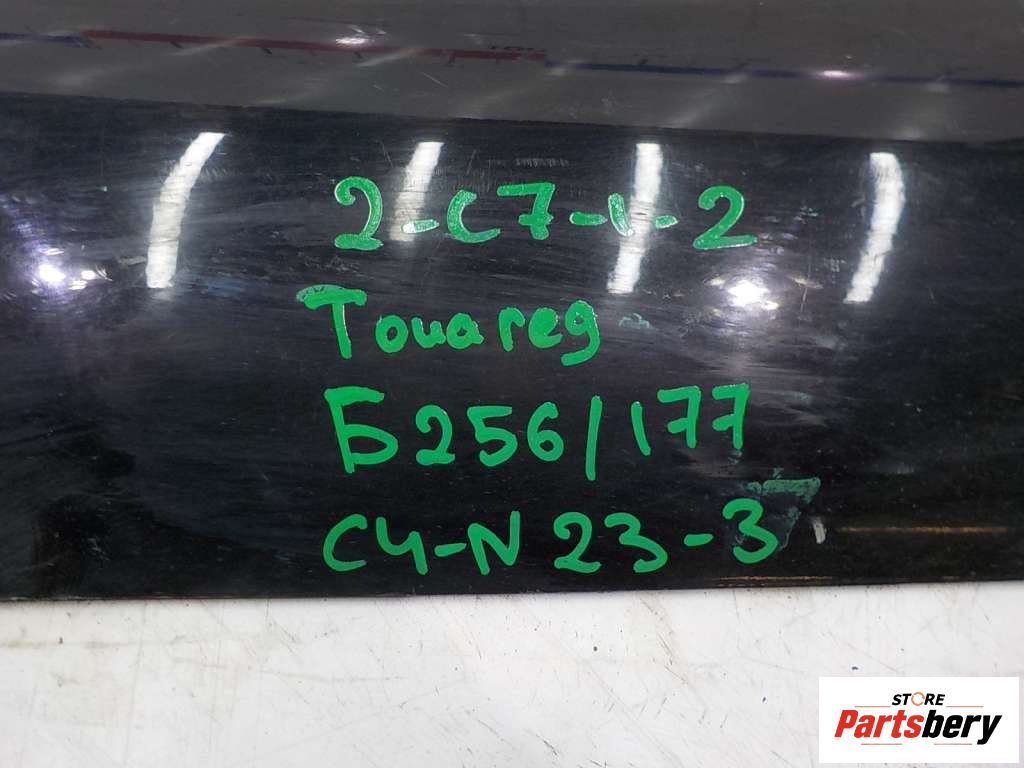 2-C7-1-2
Touareg
Б256/177
C4-N23-3
STORE
Partsbery